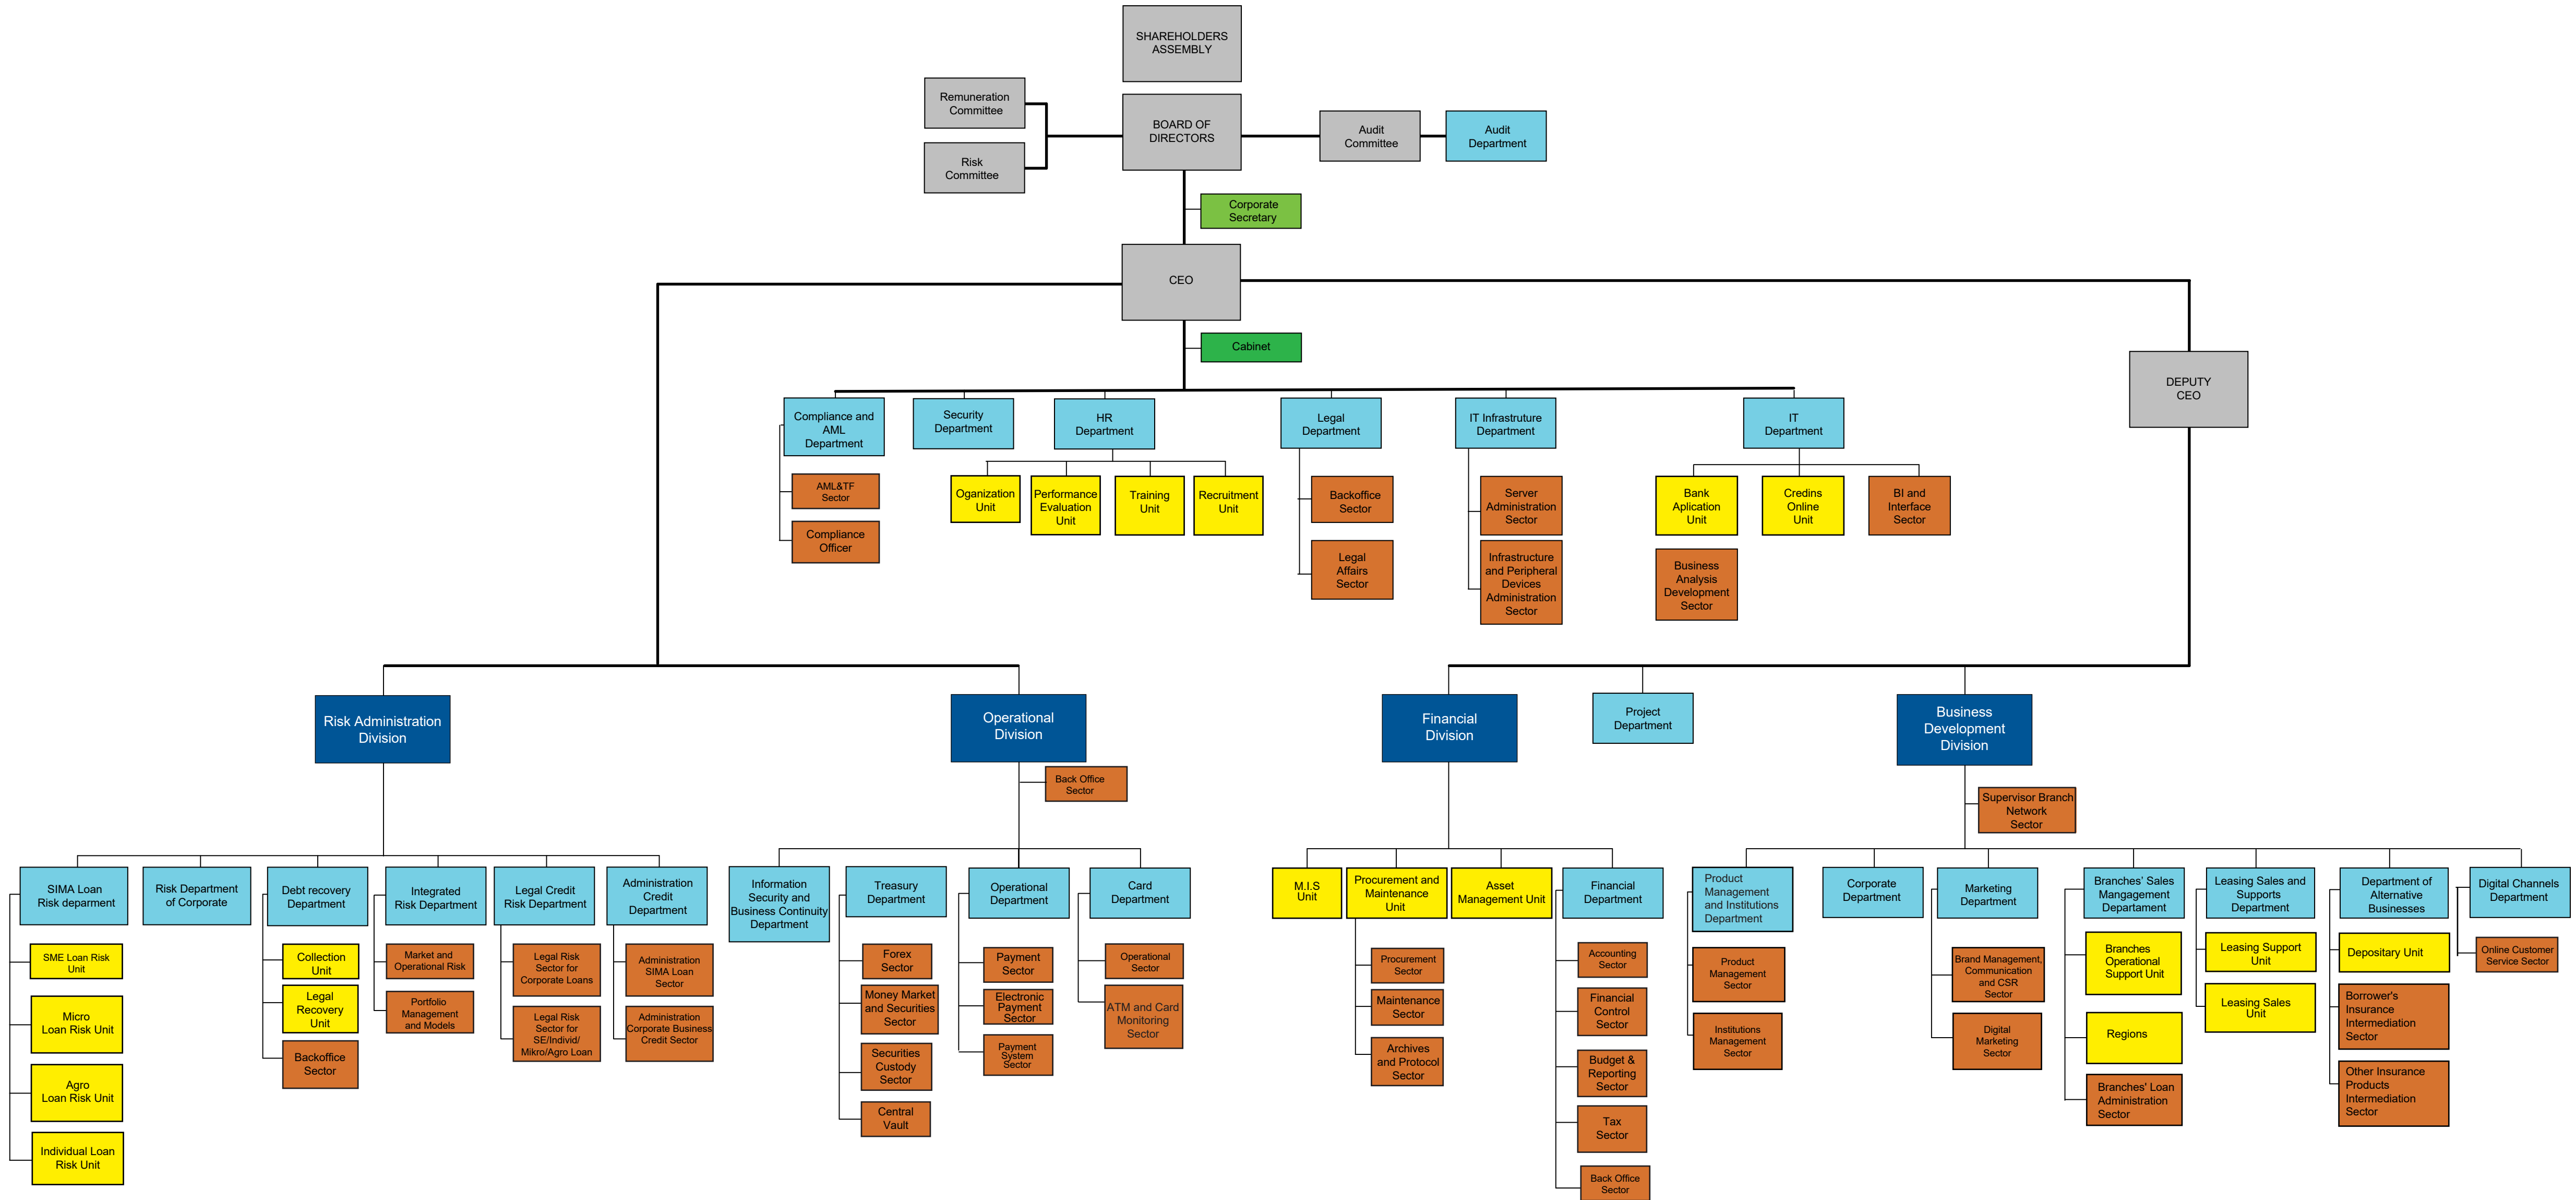 SHAREHOLDERS
ASSEMBLY
Remuneration
Committee
BOARD OF
DIRECTORS
Audit
Committee
Audit
Department
Risk
Committee
Corporate
Secretary
CEO
Cabinet
DEPUTY
CEO
Compliance and
AML
Department
Security
Department
HR
Department
Legal
Department
IT Infrastruture
Department
IT
Department
AML&TF
Sector
Compliance
Officer
Oganization
Unit
Performance
Evaluation
Unit
Training
Unit
Recruitment
Unit
Backoffice
Sector
Legal
Affairs
Sector
Server
Administration
Sector
Infrastructure
and Peripheral
Devices
Administration
Sector
Bank
Aplication
Unit
Credins
Online
Unit
BI and
Interface
Sector
Business
Analysis
Development
Sector
Risk Administration
Division
Operational
Division
Financial
Division
Project
Department
Business
Development
Division
Back Office
Sector
Supervisor Branch
Network
Sector
SIMA Loan
Risk deparment
Risk Department
of Corporate
Debt recovery
Department
Integrated
Risk Department
Legal Credit
Risk Department
Administration
Credit
Department
Information
Security and
Business Continuity
Department
Treasury
Department
Operational
Department
Card
Department
M.I.S
Unit
Procurement and
Maintenance
Unit
Asset
Management Unit
Financial
Department
Product
Management
and Institutions
Department
Corporate
Department
Marketing
Department
Branches' Sales
Mangagement
Departament
Leasing Sales and
Supports
Department
Department of
Alternative
Businesses
Digital Channels
Department
SME Loan Risk
Unit
Micro
Loan Risk Unit
Agro
Loan Risk Unit
Individual Loan
Risk Unit
Collection
Unit
Legal
Recovery
Unit
Backoffice
Sector
Market and
Operational Risk
Portfolio
Management
and Models
Legal Risk
Sector for
Corporate Loans
Legal Risk
Sector for
SE/Individ/
Mikro/Agro Loan
Administration
SIMA Loan
Sector
Administration
Corporate Business
Credit Sector
Forex
Sector
Money Market
and Securities
Sector
Securities
Custody
Sector
Central
Vault
Payment
Sector
Electronic
Payment
Sector
Payment
System
Sector
Operational
Sector
ATM and Card
Monitoring
Sector
Procurement
Sector
Maintenance
Sector
Archives
and Protocol
Sector
Accounting
Sector
Financial
Control
Sector
Budget &
Reporting
Sector
Tax
Sector
Back Office
Sector
Product
Management
Sector
Institutions
Management
Sector
Brand Management,
Communication
and CSR
Sector
Digital
Marketing
Sector
Branches
Operational
Support Unit
Regions
Branches' Loan
Administration
Sector
Leasing Support
Unit
Leasing Sales
Unit
Depositary Unit
Borrower's
Insurance
Intermediation
Sector
Other Insurance
Products
Intermediation
Sector
Online Customer
Service Sector